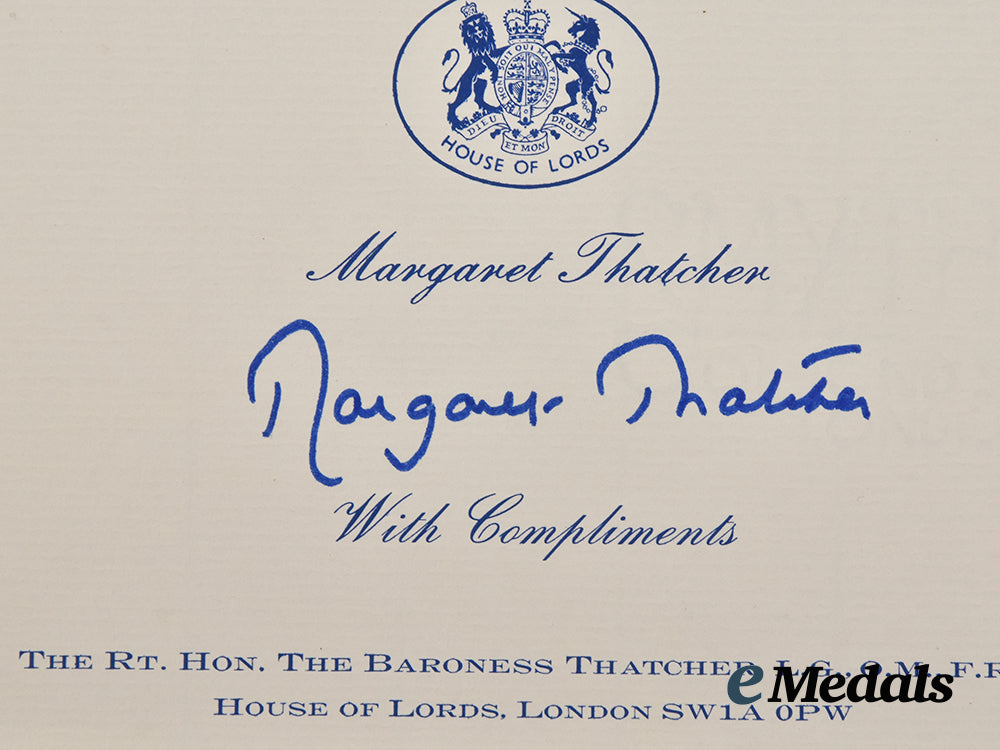 HONI SOIT QUI MAL Y PENSE
DIEU ET MON DROIT
HOUSE OF LORDS
Margaret Thatcher
Margaret Thatcher
With Compliments
THE RT. HON. THE BARONESS THATCHER, L.G., O.M., F.R
HOUSE OF LORDS, LONDON SW1A 0PW
eMedals